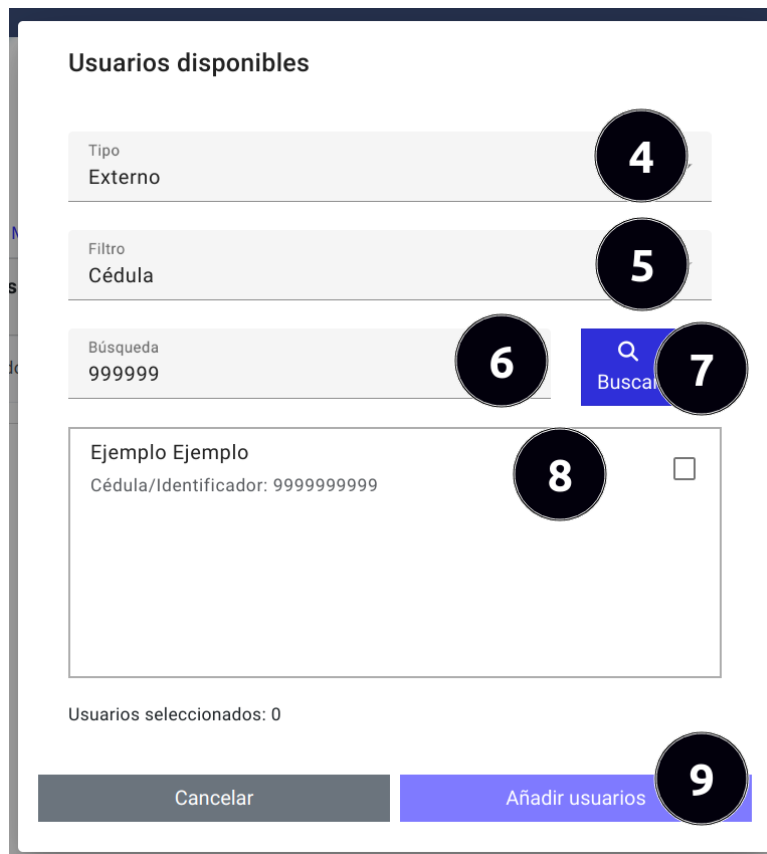 Usuarios disponibles
Tipo
Externo
4
Filtro
Cédula
5
Búsqueda
999999
6
Buscar
7
Ejemplo Ejemplo
Cédula/Identificador: 9999999999
8
Usuarios seleccionados: 0
Cancelar
Añadir usuarios
9